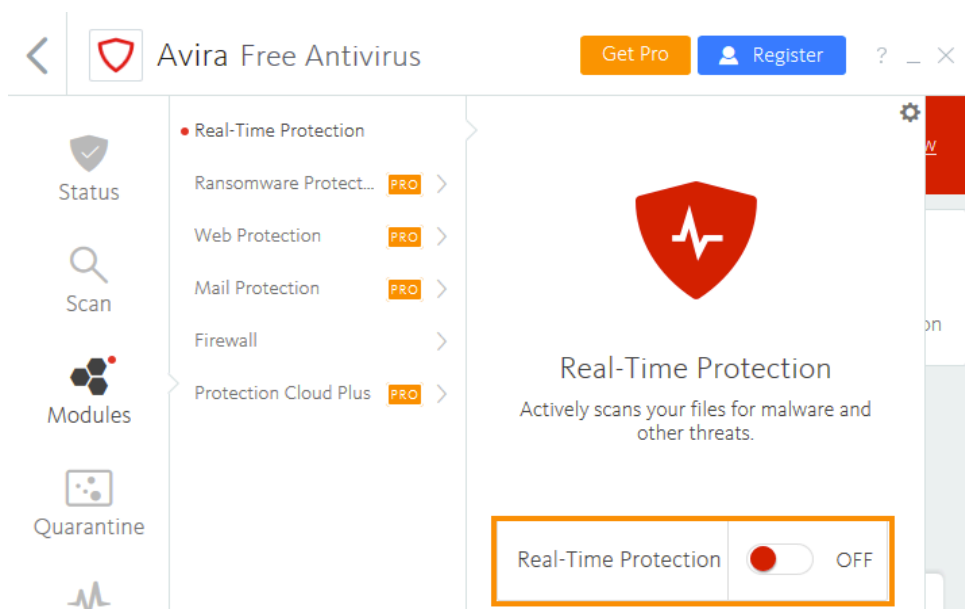 Avira Free Antivirus
Get Pro
Register
?
Status
Scan
Modules
Quarantine
Real-Time Protection
Ransomware Protect... PRO
Web Protection PRO
Mail Protection PRO
Firewall
Protection Cloud Plus PRO
Real-Time Protection
Actively scans your files for malware and
other threats.
Real-Time Protection OFF
w
on